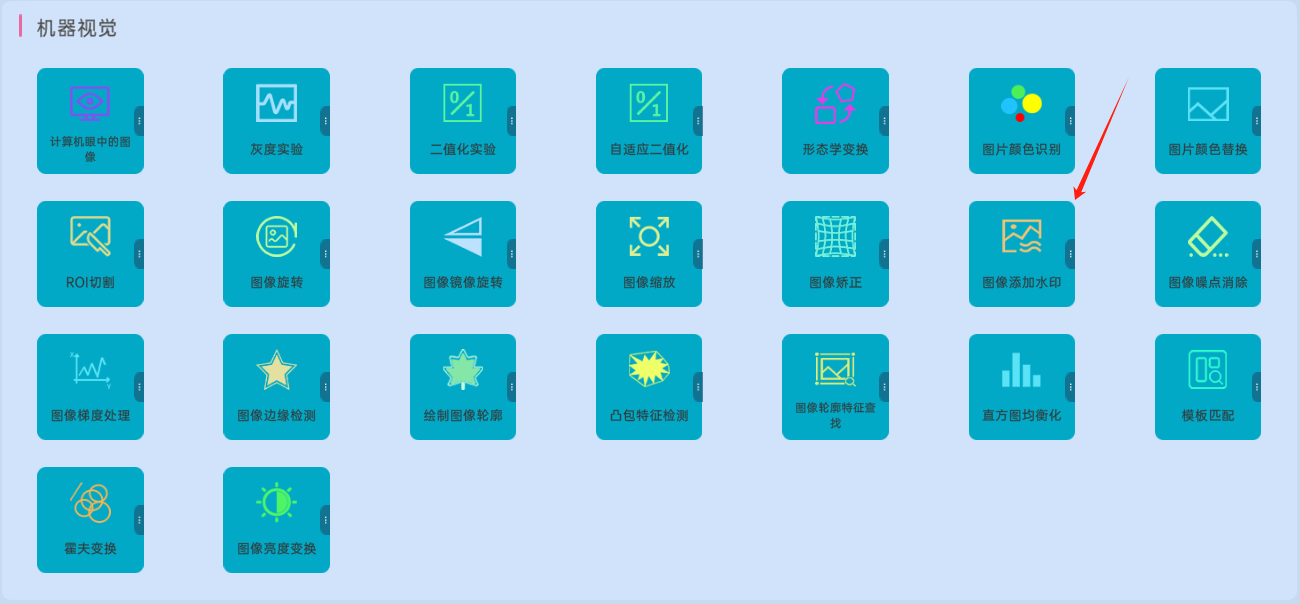 机器视觉
计算机眼中的图
像
灰度实验
0/1
二值化实验
0/1
自适应二值化
形态学变换
图片颜色识别
图片颜色替换
ROI切割
图像旋转
图像镜像旋转
图像缩放
图像矫正
图像添加水印
图像噪点消除
X
Y
图像梯度处理
图像边缘检测
绘制图像轮廓
凸包特征检测
图像轮廓特征查
找
直方图均衡化
模板匹配
霍夫变换
图像亮度变换